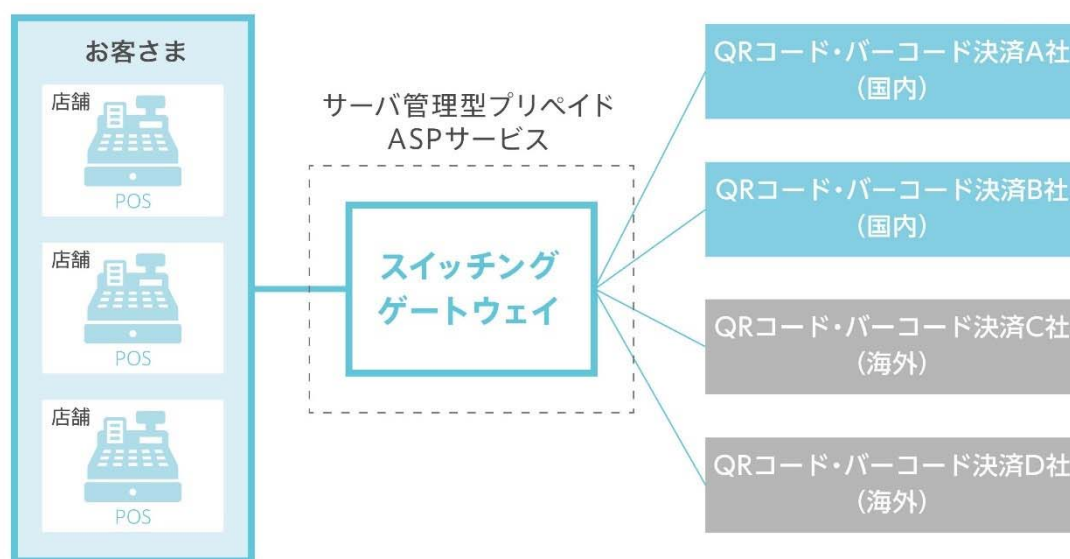 お客さま
店舗
POS
店舗
POS
店舗
POS
サーバ管理型プリペイド
ASPサービス
スイッチング
ゲートウェイ
QRコード・バーコード決済A社
（国内）
QRコード・バーコード決済B社
（国内）
QRコード・バーコード決済C社
（海外）
QRコード・バーコード決済D社
（海外）